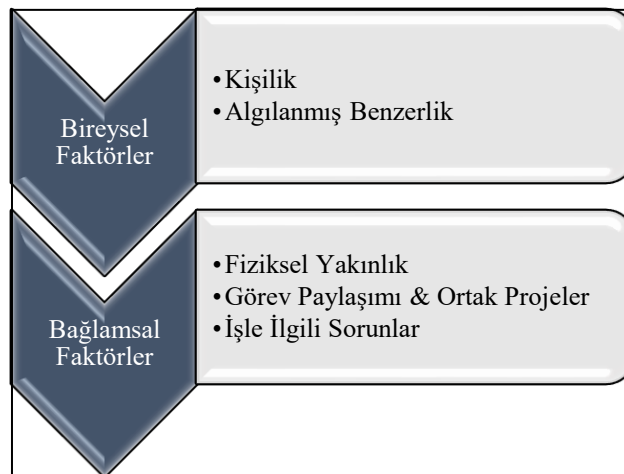 Bireysel
Faktörler
•Kişilik
•Algılanmış Benzerlik
Bağlamsal
Faktörler
•Fiziksel Yakınlık
•Görev Paylaşımı & Ortak Projeler
•İşle İlgili Sorunlar